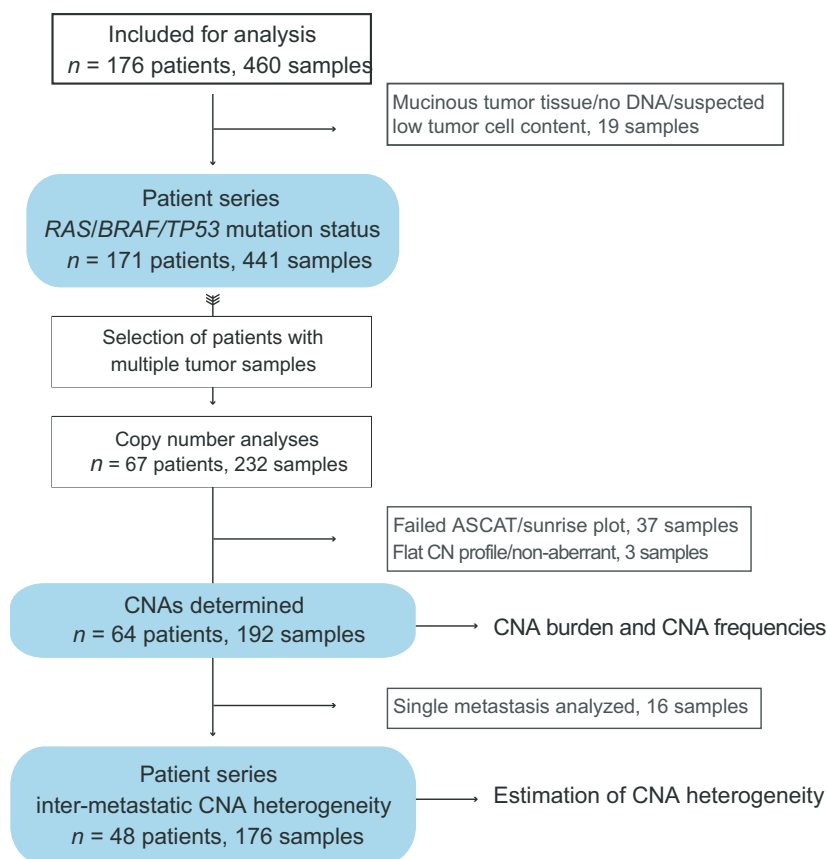 Included for analysis
n = 176 patients, 460 samples
Mucinous tumor tissue/no DNA/suspected
low tumor cell content, 19 samples
Patient series
RAS/BRAF/TP53 mutation status
n = 171 patients, 441 samples
Selection of patients with
multiple tumor samples
Copy number analyses
n = 67 patients, 232 samples
Failed ASCAT/sunrise plot, 37 samples
Flat CN profile/non-aberrant, 3 samples
CNAs determined
n = 64 patients, 192 samples
CNA burden and CNA frequencies
Single metastasis analyzed, 16 samples
Patient series
inter-metastatic CNA heterogeneity
n = 48 patients, 176 samples
Estimation of CNA heterogeneity